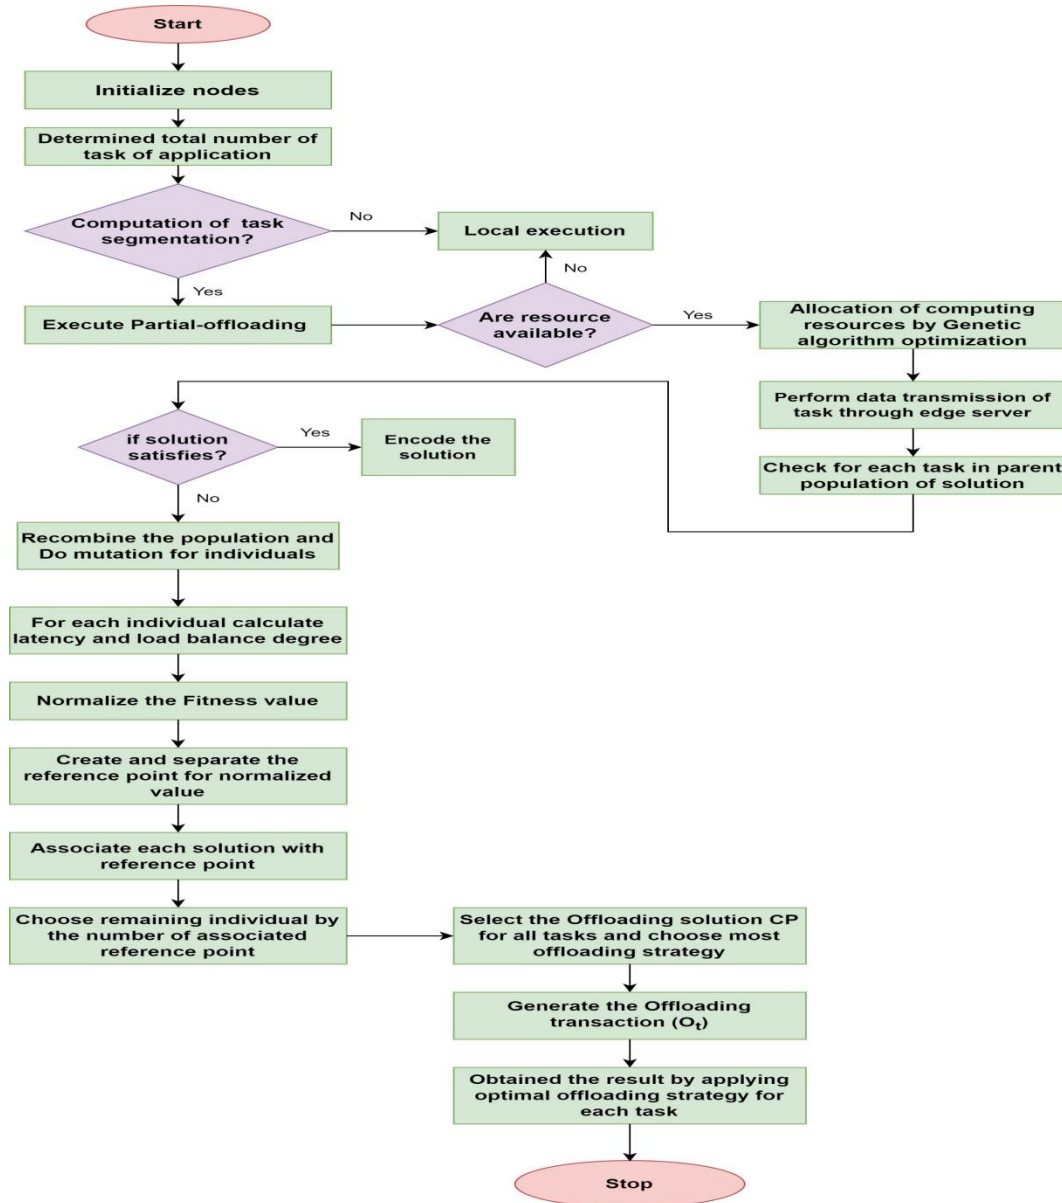 Start
Initialize nodes
Determined total number of
task of application
Computation of task
segmentation?
No
Local execution
Yes
No
Execute Partial-offloading
Are resource
available?
Yes
Allocation of computing
resources by Genetic
algorithm optimization
Perform data transmission of
task through edge server
Check for each task in parent
population of solution
if solution
satisfies?
Yes
Encode the
solution
No
Recombine the population and
Do mutation for individuals
For each individual calculate
latency and load balance degree
Normalize the Fitness value
Create and separate the
reference point for normalized
value
Associate each solution with
reference point
Choose remaining individual by
the number of associated
reference point
Select the Offloading solution CP
for all tasks and choose most
offloading strategy
Generate the Offloading
transaction (Ot)
Obtained the result by applying
optimal offloading strategy for
each task
Stop